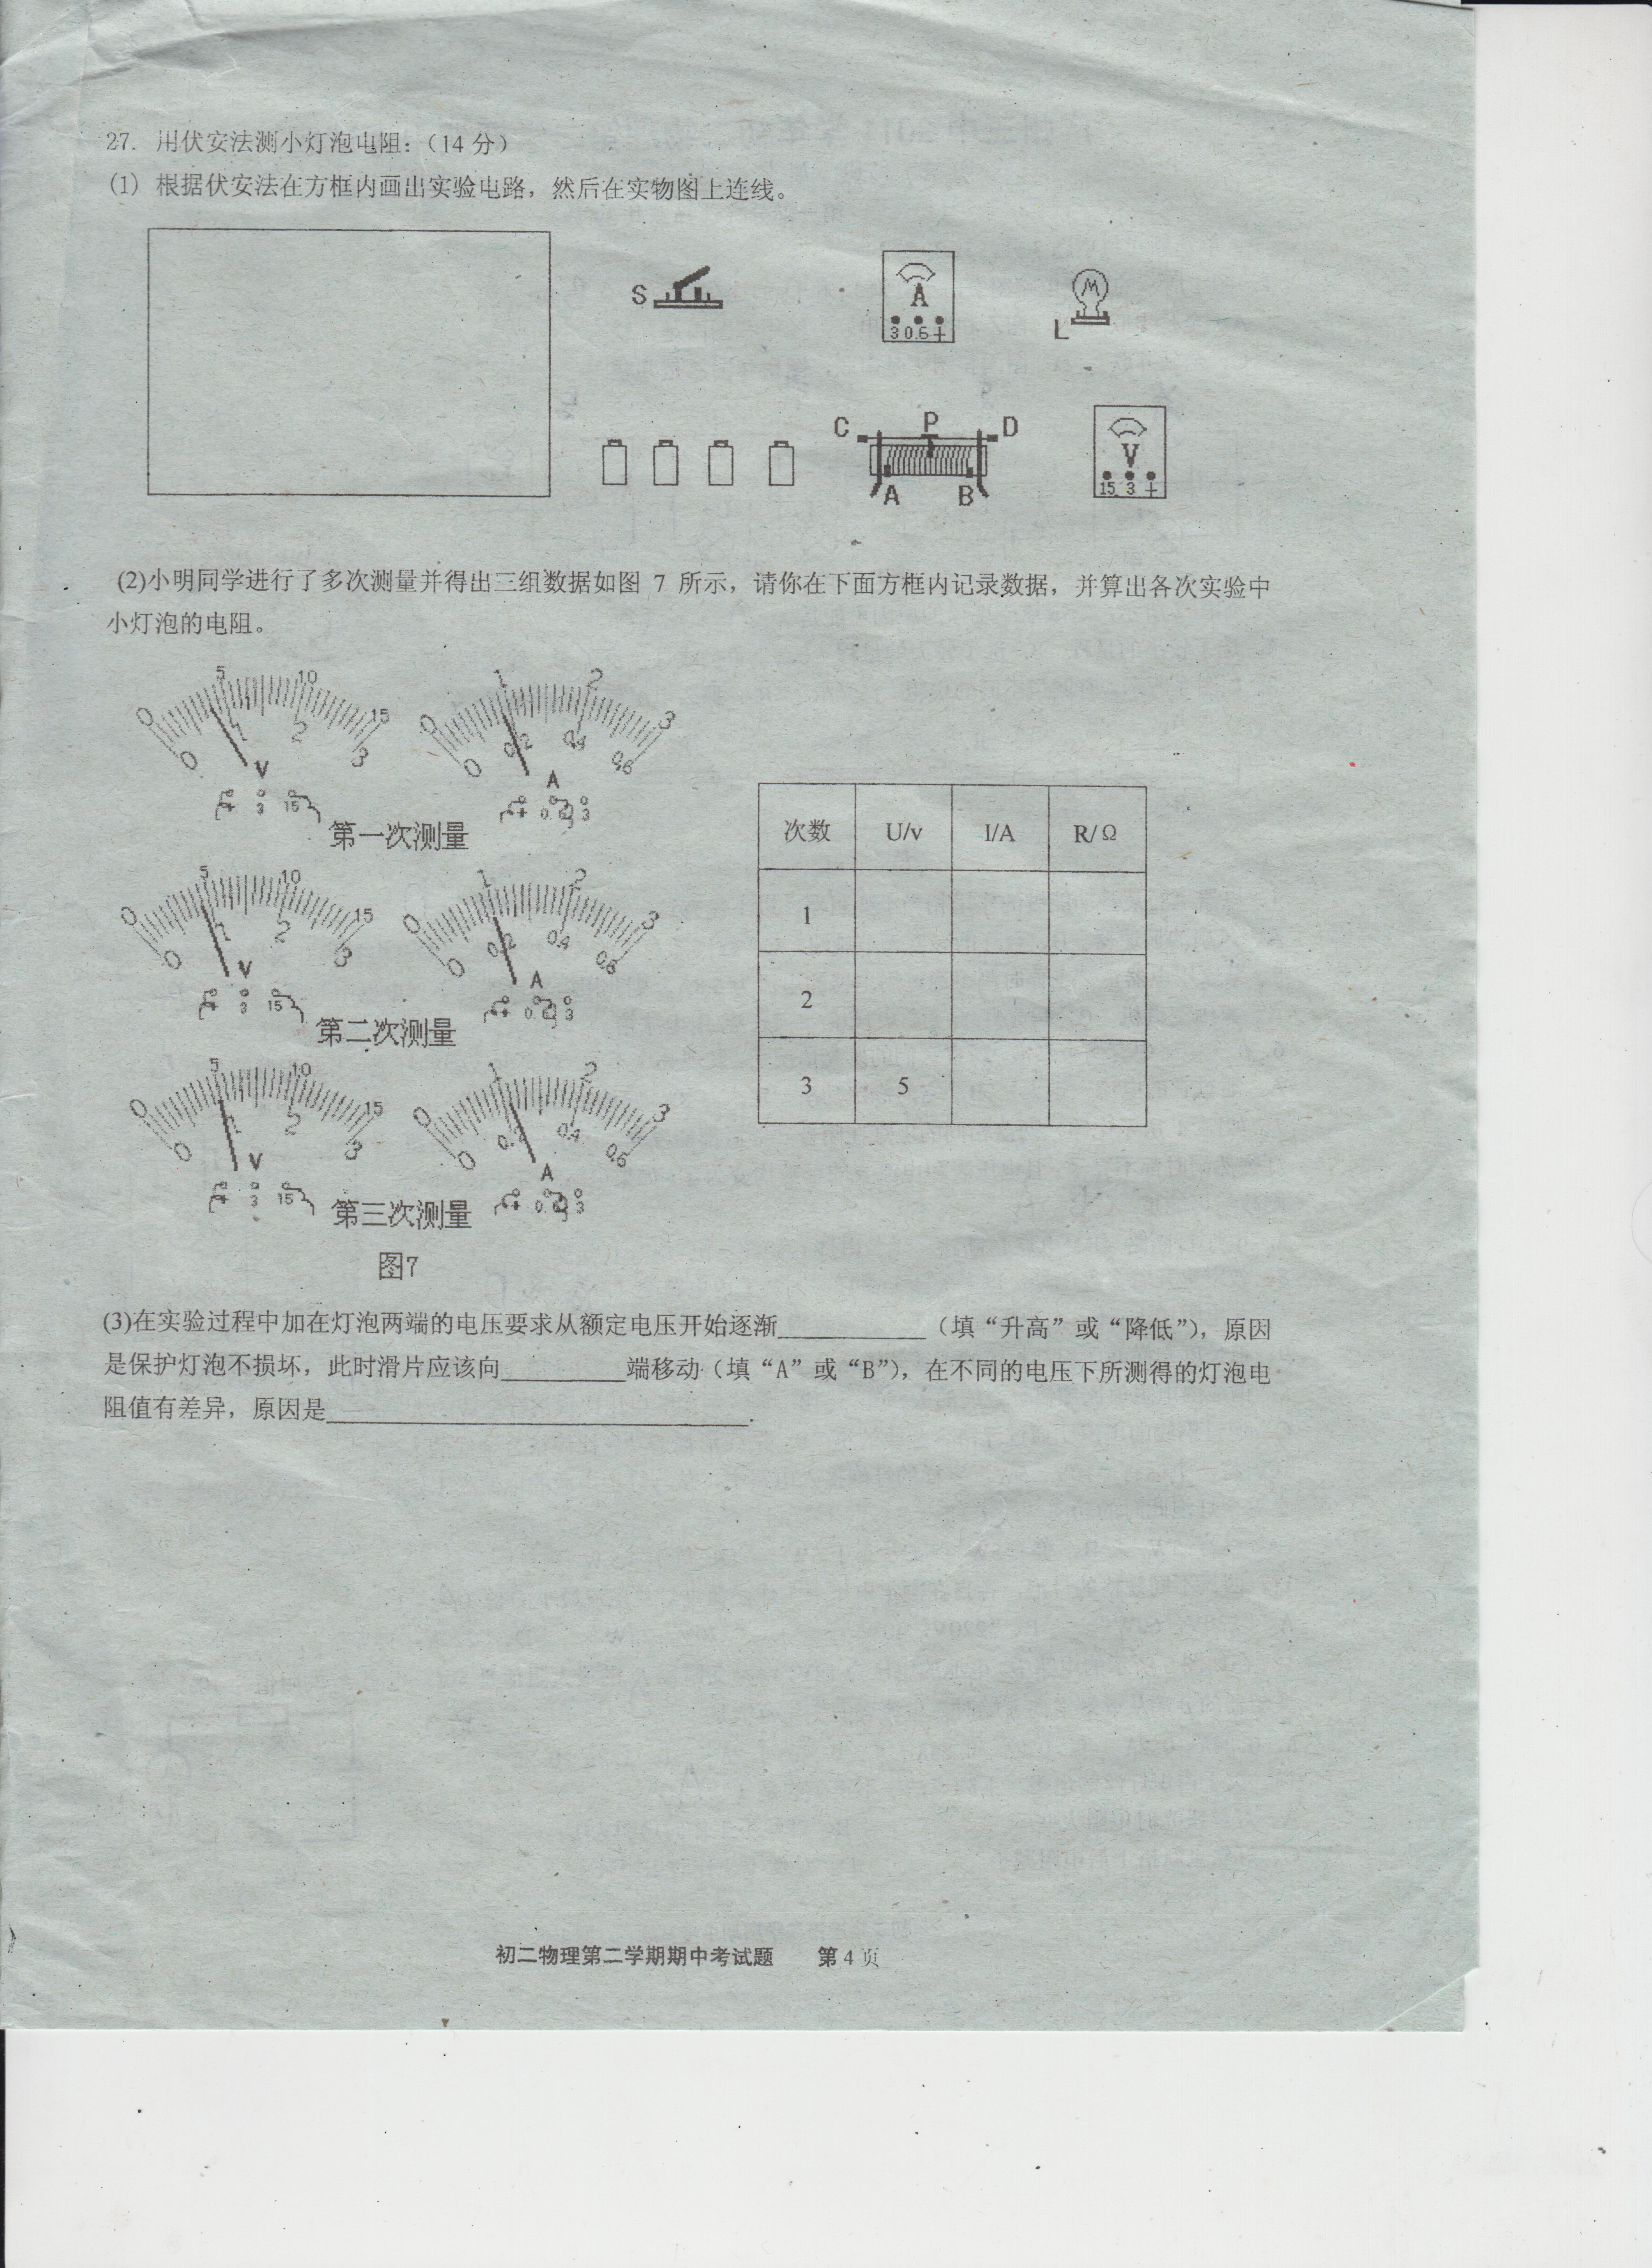 27. 用伏安法测小灯泡电阻：（14 分）
（1） 根据伏安法在方框内画出实验电路，然后在实物图上连线。
S
A
3 0.6 +
L
C P D
A B
V
15 3 +
(2)小明同学进行了多次测量并得出三组数据如图 7 所示，请你在下面方框内记录数据，并算出各次实验中
小灯泡的电阻。
0 5 10 15
0 1 2 3
V
+ 3 15
0 1 2 3
0 0.2 0.4 0.6
A
+ 0.6 3
第一次测量
0 5 10 15
0 1 2 3
V
+ 3 15
0 1 2 3
0 0.2 0.4 0.6
A
+ 0.6 3
第二次测量
0 5 10 15
0 1 2 3
V
+ 3 15
0 1 2 3
0 0.2 0.4 0.6
A
+ 0.6 3
第三次测量
图7
次数 U/v I/A R/Ω
1
2
3 5
(3)在实验过程中加在灯泡两端的电压要求从额定电压开始逐渐____________（填“升高”或“降低”），原因
是保护灯泡不损坏，此时滑片应该向__________端移动（填“A”或“B”），在不同的电压下所测得的灯泡电
阻值有差异，原因是__________________________________.
初二物理第二学期期中考试题 第 4 页